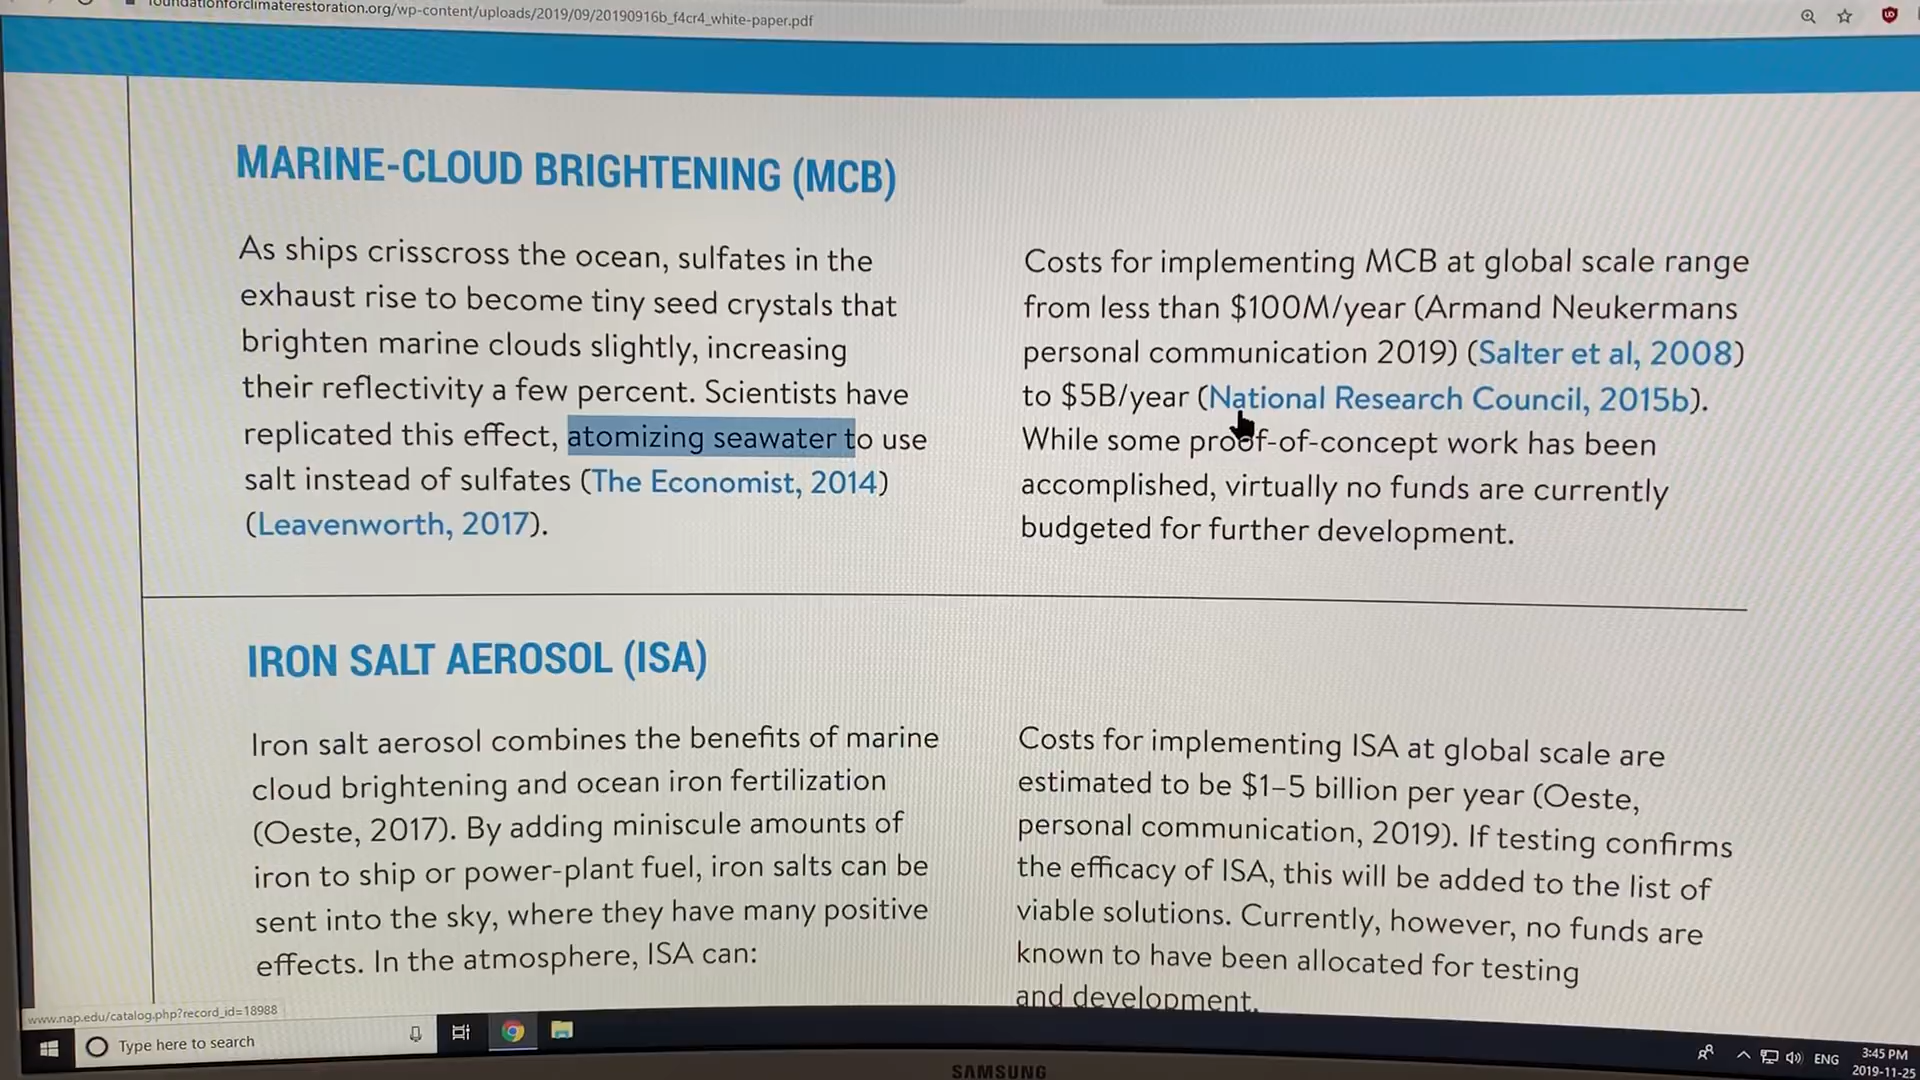 foundationforclimaterestoration.org/wp-content/uploads/2019/09/20190916b_f4cr4_white-paper.pdf
MARINE-CLOUD BRIGHTENING (MCB)
As ships crisscross the ocean, sulfates in the
exhaust rise to become tiny seed crystals that
brighten marine clouds slightly, increasing
their reflectivity a few percent. Scientists have
replicated this effect, atomizing seawater to use
salt instead of sulfates (The Economist, 2014)
(Leavenworth, 2017).
Costs for implementing MCB at global scale range
from less than $100M/year (Armand Neukermans
personal communication 2019) (Salter et al, 2008)
to $5B/year (National Research Council, 2015b).
While some proof-of-concept work has been
accomplished, virtually no funds are currently
budgeted for further development.
IRON SALT AEROSOL (ISA)
Iron salt aerosol combines the benefits of marine
cloud brightening and ocean iron fertilization
(Oeste, 2017). By adding miniscule amounts of
iron to ship or power-plant fuel, iron salts can be
sent into the sky, where they have many positive
effects. In the atmosphere, ISA can:
Costs for implementing ISA at global scale are
estimated to be $1–5 billion per year (Oeste,
personal communication, 2019). If testing confirms
the efficacy of ISA, this will be added to the list of
viable solutions. Currently, however, no funds are
known to have been allocated for testing
and development.
www.nap.edu/catalog.php?record_id=18988
Type here to search
ENG
3:45 PM
2019-11-25
SAMSUNG